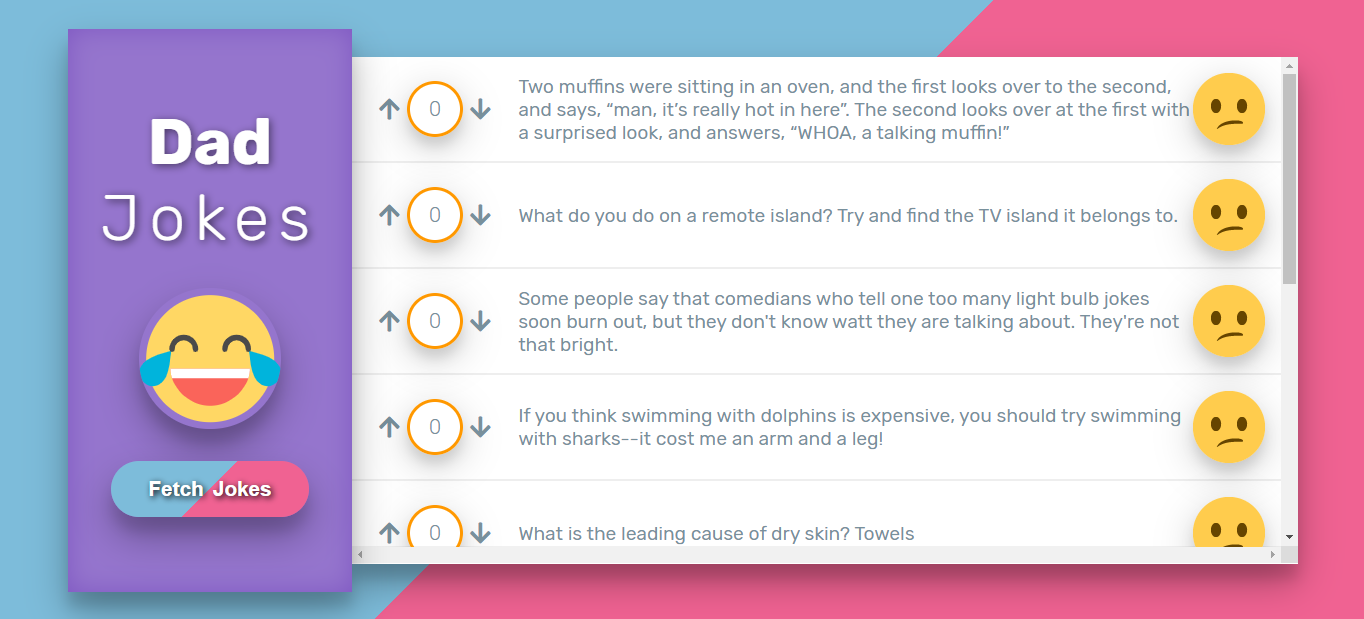 Dad
Jokes
Fetch Jokes
0
Two muffins were sitting in an oven, and the first looks over to the second,
and says, “man, it’s really hot in here”. The second looks over at the first with
a surprised look, and answers, “WHOA, a talking muffin!”
0
What do you do on a remote island? Try and find the TV island it belongs to.
0
Some people say that comedians who tell one too many light bulb jokes
soon burn out, but they don't know watt they are talking about. They're not
that bright.
0
If you think swimming with dolphins is expensive, you should try swimming
with sharks--it cost me an arm and a leg!
0
What is the leading cause of dry skin? Towels